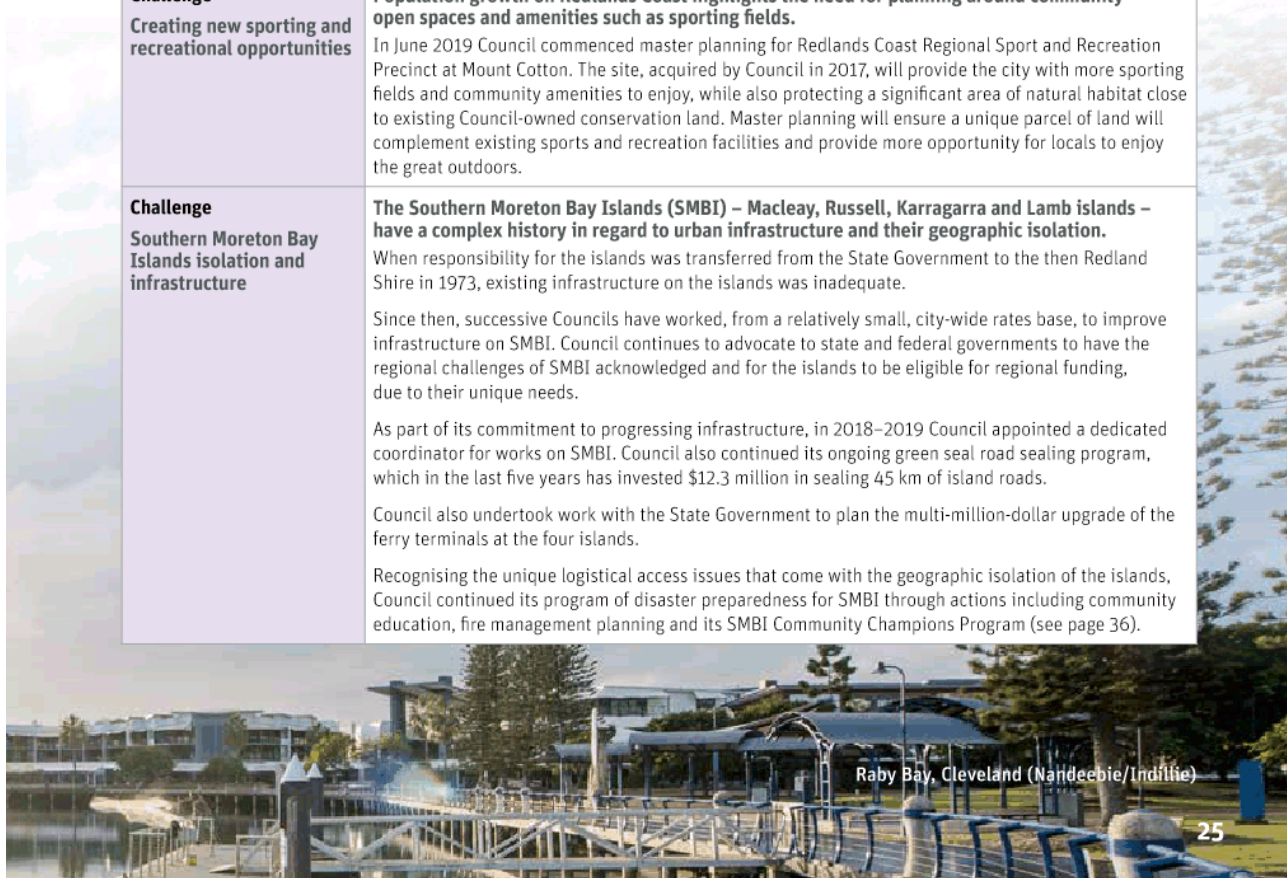 Challenge
Creating new sporting and
recreational opportunities
Population growth on Redlands Coast highlights the need for planning around community
open spaces and amenities such as sporting fields.
In June 2019 Council commenced master planning for Redlands Coast Regional Sport and Recreation
Precinct at Mount Cotton. The site, acquired by Council in 2017, will provide the city with more sporting
fields and community amenities to enjoy, while also protecting a significant area of natural habitat close
to existing Council-owned conservation land. Master planning will ensure a unique parcel of land will
complement existing sports and recreation facilities and provide more opportunity for locals to enjoy
the great outdoors.
Challenge
Southern Moreton Bay
Islands isolation and
infrastructure
The Southern Moreton Bay Islands (SMBI) – Macleay, Russell, Karragarra and Lamb islands –
have a complex history in regard to urban infrastructure and their geographic isolation.
When responsibility for the islands was transferred from the State Government to the then Redland
Shire in 1973, existing infrastructure on the islands was inadequate.
Since then, successive Councils have worked, from a relatively small, city-wide rates base, to improve
infrastructure on SMBI. Council continues to advocate to state and federal governments to have the
regional challenges of SMBI acknowledged and for the islands to be eligible for regional funding,
due to their unique needs.
As part of its commitment to progressing infrastructure, in 2018–2019 Council appointed a dedicated
coordinator for works on SMBI. Council also continued its ongoing green seal road sealing program,
which in the last five years has invested $12.3 million in sealing 45 km of island roads.
Council also undertook work with the State Government to plan the multi-million-dollar upgrade of the
ferry terminals at the four islands.
Recognising the unique logistical access issues that come with the geographic isolation of the islands,
Council continued its program of disaster preparedness for SMBI through actions including community
education, fire management planning and its SMBI Community Champions Program (see page 36).
Raby Bay, Cleveland (Nandeebie/Indillie)
25